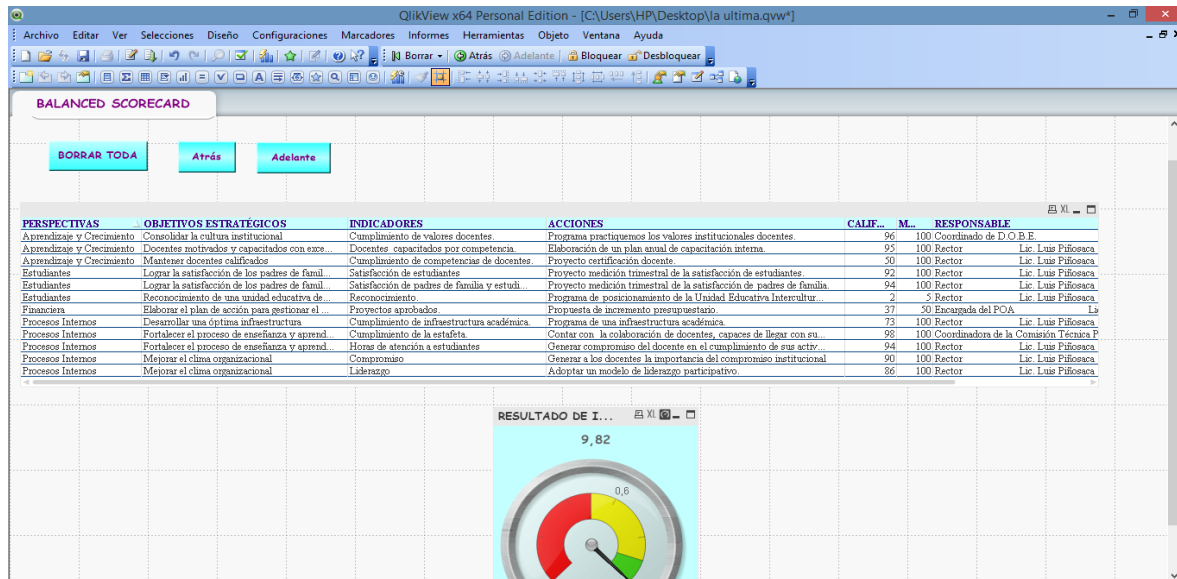 QlikView x64 Personal Edition - [C:\Users\HP\Desktop\la ultima.qvw*]
Archivo Editar Ver Selecciones Diseño Configuraciones Marcadores Informes Herramientas Objeto Ventana Ayuda
Borrar Atrás Adelante Bloquear Desbloquear
BALANCED SCORECARD
BORRAR TODA Atrás Adelante
XL
PERSPECTIVAS OBJETIVOS ESTRATÉGICOS INDICADORES ACCIONES CALIF... M... RESPONSABLE
Aprendizaje y Crecimiento Consolidar la cultura institucional Cumplimiento de valores docentes. Programa practiquemos los valores institucionales docentes. 96 100 Coordinado de D.O.B.E.
Aprendizaje y Crecimiento Docentes motivados y capacitados con exce... Docentes capacitados por competencia. Elaboración de un plan anual de capacitación interna. 95 100 Rector Lic. Luis Piñosaca
Aprendizaje y Crecimiento Mantener docentes calificados Cumplimiento de competencias de docentes. Proyecto certificación docente. 50 100 Rector Lic. Luis Piñosaca
Estudiantes Lograr la satisfacción de los padres de famil... Satisfacción de estudiantes Proyecto medición trimestral de la satisfacción de estudiantes. 92 100 Rector Lic. Luis Piñosaca
Estudiantes Lograr la satisfacción de los padres de famil... Satisfacción de padres de familia y estudi... Proyecto medición trimestral de la satisfacción de padres de familia. 94 100 Rector Lic. Luis Piñosaca
Estudiantes Reconocimiento de una unidad educativa de... Reconocimiento. Programa de posicionamiento de la Unidad Educativa Intercultur... 2 5 Rector Lic. Luis Piñosaca
Financiera Elaborar el plan de acción para gestionar el ... Proyectos aprobados. Propuesta de incremento presupuestario. 37 50 Encargada del POA
Procesos Internos Desarrollar una óptima infraestructura Cumplimiento de infraestructura académica. Programa de una infraestructura académica. 73 100 Rector Lic. Luis Piñosaca
Procesos Internos Fortalecer el proceso de enseñanza y aprend... Cumplimiento de la estafeta. Contar con la colaboración de docentes, capaces de llegar con su... 98 100 Coordinadora de la Comisión Técnica P
Procesos Internos Fortalecer el proceso de enseñanza y aprend... Horas de atención a estudiantes Generar compromiso del docente en el cumplimiento de sus activ... 94 100 Rector Lic. Luis Piñosaca
Procesos Internos Mejorar el clima organizacional Compromiso Generar a los docentes la importancia del compromiso institucional 90 100 Rector Lic. Luis Piñosaca
Procesos Internos Mejorar el clima organizacional Liderazgo Adoptar un modelo de liderazgo participativo. 86 100 Rector Lic. Luis Piñosaca
RESULTADO DE I... XL
9,82
0,6